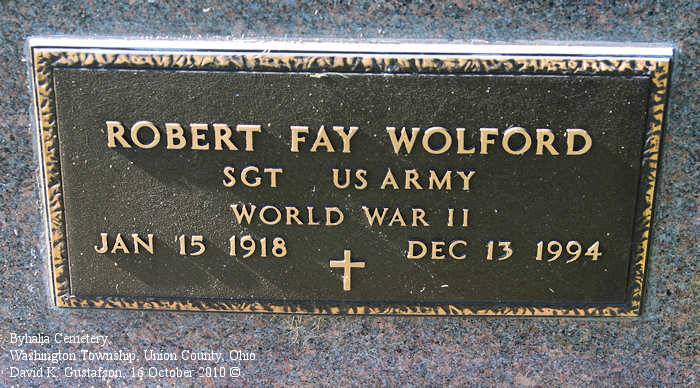 ROBERT FAY WOLFORD
SGT US ARMY
WORLD WAR II
JAN 15 1918 DEC 13 1994
Byhalia Cemetery,
Washington Township, Union County, Ohio
David K. Gustafson, 16 October 2010 ©